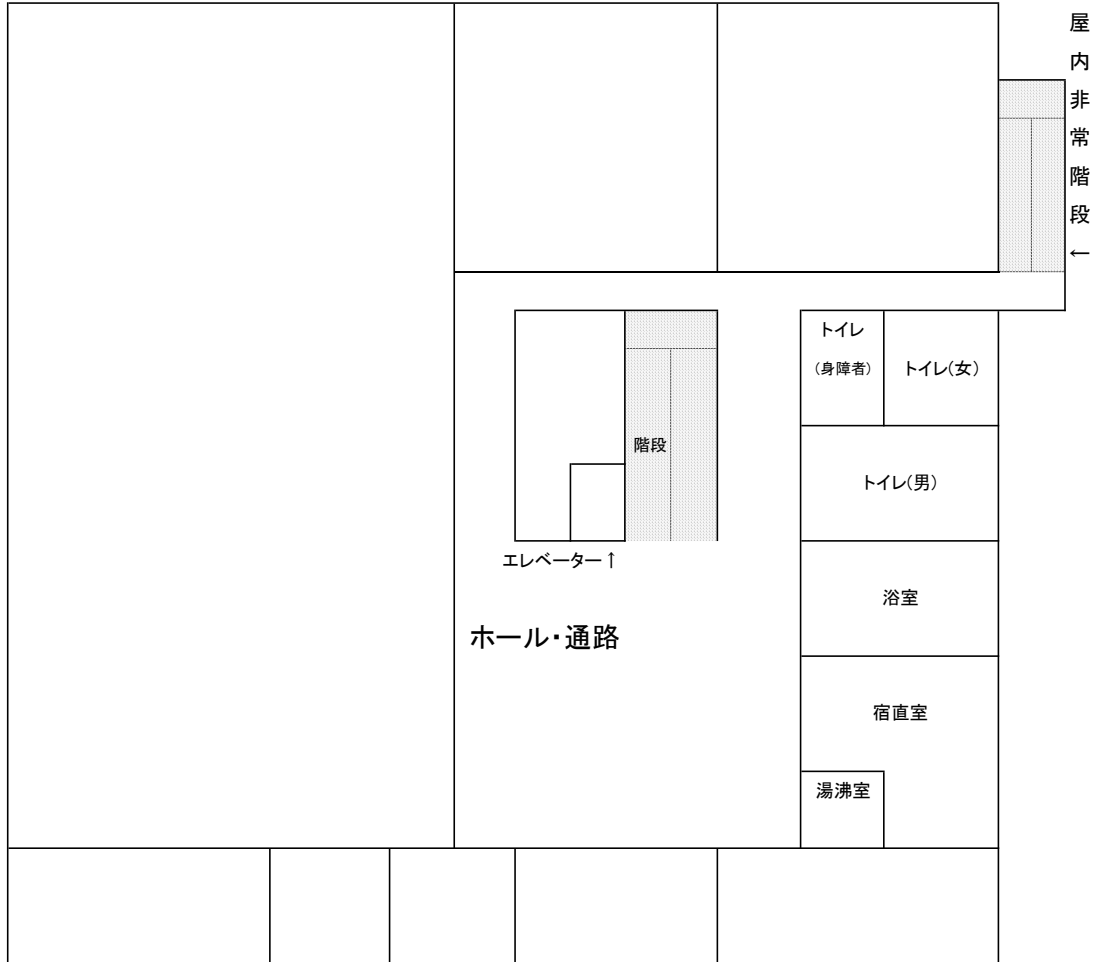 屋内非常階段←
トイレ
（身障者）
トイレ(女)
階段
トイレ(男)
エレベーター↑
浴室
ホール・通路
宿直室
湯沸室